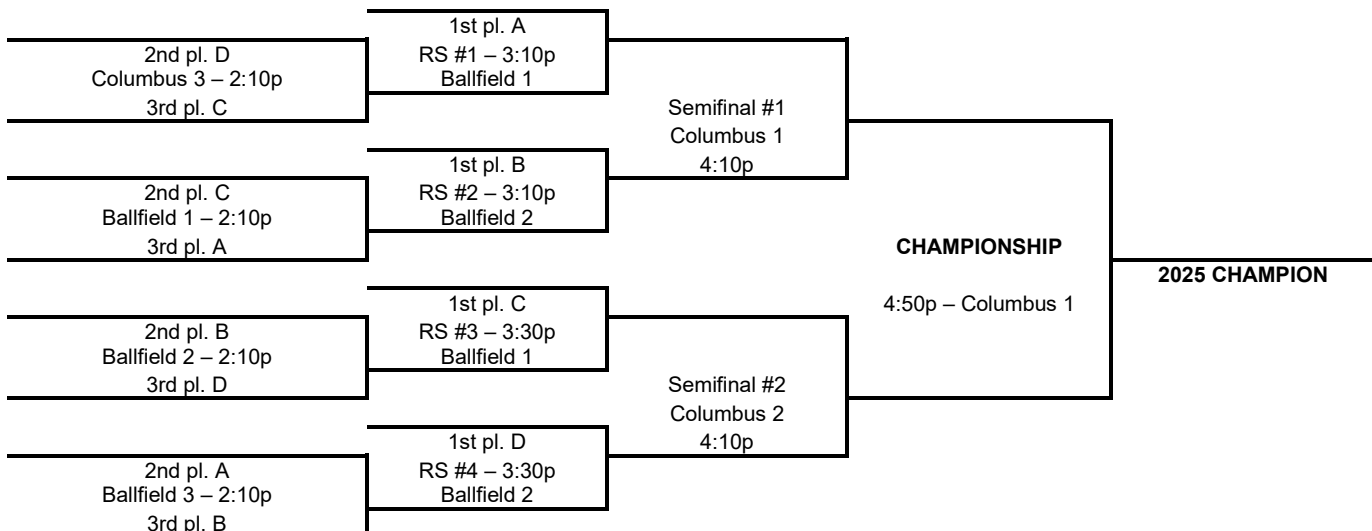 2nd pl. D
Columbus 3 – 2:10p
3rd pl. C
2nd pl. C
Ballfield 1 – 2:10p
3rd pl. A
2nd pl. B
Ballfield 2 – 2:10p
3rd pl. D
2nd pl. A
Ballfield 3 – 2:10p
3rd pl. B
1st pl. A
RS #1 – 3:10p
Ballfield 1
1st pl. B
RS #2 – 3:10p
Ballfield 2
1st pl. C
RS #3 – 3:30p
Ballfield 1
1st pl. D
RS #4 – 3:30p
Ballfield 2
Semifinal #1
Columbus 1
4:10p
Semifinal #2
Columbus 2
4:10p
CHAMPIONSHIP
4:50p – Columbus 1
2025 CHAMPION